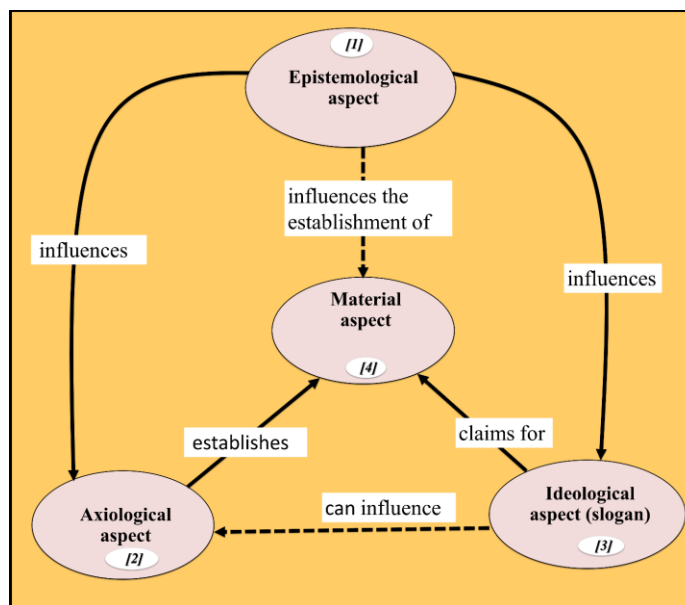 [1]
Epistemological
aspect
influences the
establishment of
influences
influences
Material
aspect
[4]
establishes
claims for
Axiological
aspect
[2]
can influence
Ideological
aspect (slogan)
[3]